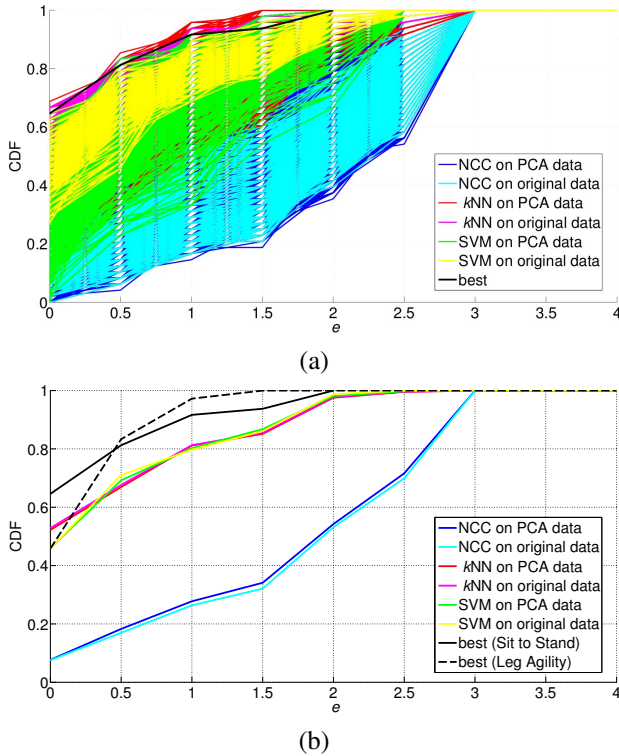 1
0.8
0.6
0.4
0.2
0
CDF
0 0.5 1 1.5 2 2.5 3 3.5 4
e
NCC on PCA data
NCC on original data
kNN on PCA data
kNN on original data
SVM on PCA data
SVM on original data
best
(a)
1
0.8
0.6
0.4
0.2
0
CDF
0 0.5 1 1.5 2 2.5 3 3.5 4
e
NCC on PCA data
NCC on original data
kNN on PCA data
kNN on original data
SVM on PCA data
SVM on original data
best (Sit to Stand)
best (Leg Agility)
(b)